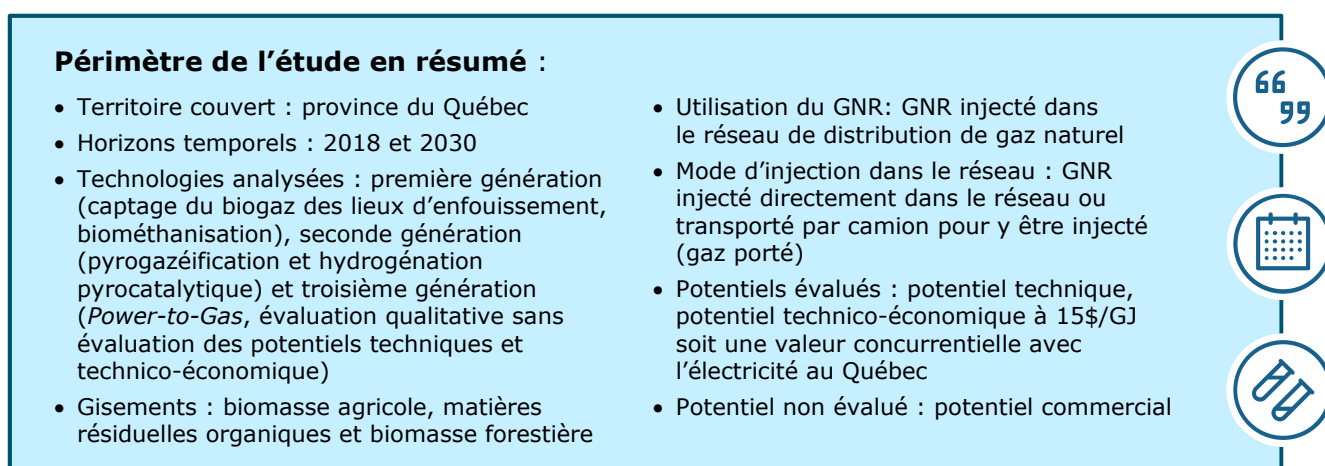 Périmètre de l’étude en résumé :
• Territoire couvert : province du Québec
• Horizons temporels : 2018 et 2030
• Technologies analysées : première génération
(captage du biogaz des lieux d’enfouissement,
biométhanisation), seconde génération
(pyrogazéification et hydrogénation
pyrocatalytique) et troisième génération
(Power-to-Gas, évaluation qualitative sans
évaluation des potentiels techniques et
technico-économique)
• Gisements : biomasse agricole, matières
résiduelles organiques et biomasse forestière
• Utilisation du GNR: GNR injecté dans
le réseau de distribution de gaz naturel
• Mode d’injection dans le réseau : GNR
injecté directement dans le réseau ou
transporté par camion pour y être injecté
(gaz porté)
• Potentiels évalués : potentiel technique,
potentiel technico-économique à 15$/GJ
soit une valeur concurrentielle avec
l’électricité au Québec
• Potentiel non évalué : potentiel commercial